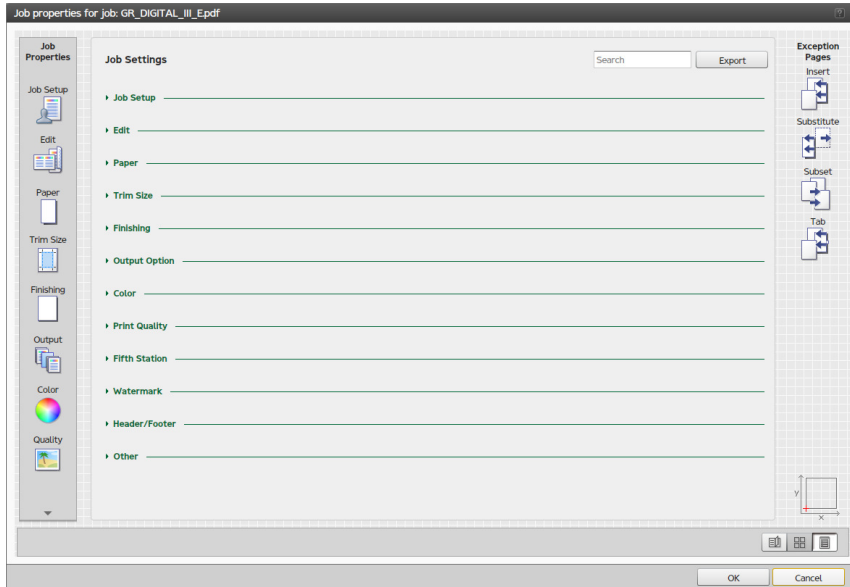 Job properties for job: GR_DIGITAL_III_E.pdf
?
Job
Properties
Job Setup
Edit
Paper
Trim Size
Finishing
Output
Color
Quality
Job Settings
Search
Export
Job Setup
Edit
Paper
Trim Size
Finishing
Output Option
Color
Print Quality
Fifth Station
Watermark
Header/Footer
Other
Exception
Pages
Insert
Substitute
Subset
Tab
y
x
OK
Cancel